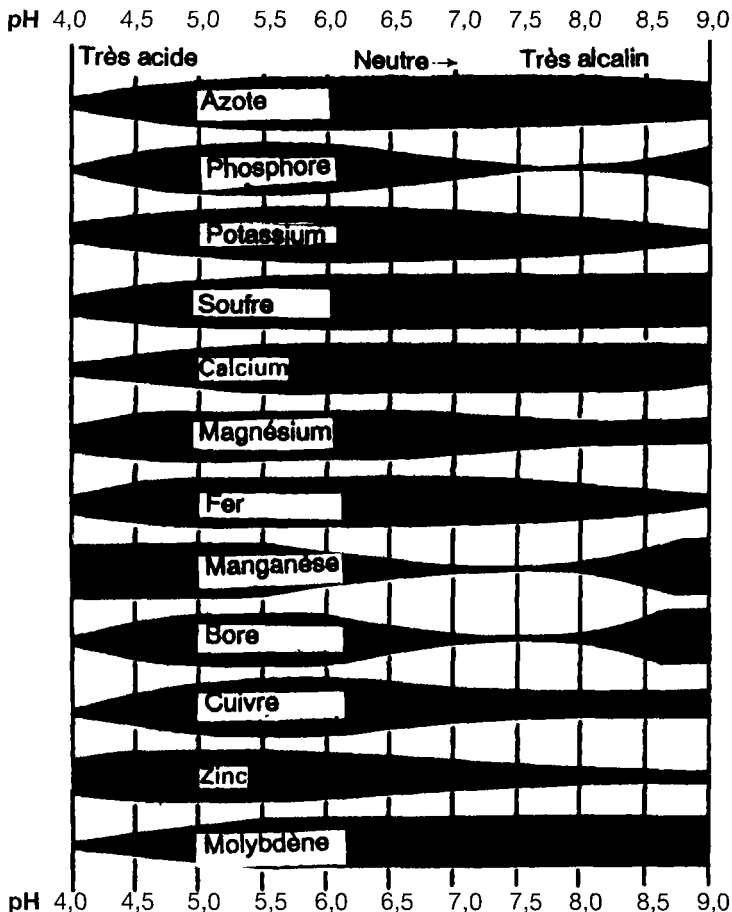 pH 4,0 4,5 5,0 5,5 6,0 6,5 7,0 7,5 8,0 8,5 9,0
Très acide Neutre → Très alcalin
Azote
Phosphore
Potassium
Soufre
Calcium
Magnésium
Fer
Manganèse
Bore
Cuivre
Zinc
Molybdène
pH 4,0 4,5 5,0 5,5 6,0 6,5 7,0 7,5 8,0 8,5 9,0